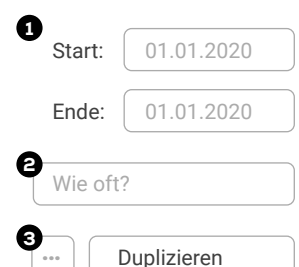 1
Start: 01.01.2020
Ende: 01.01.2020
2
Wie oft?
3
... Duplizieren